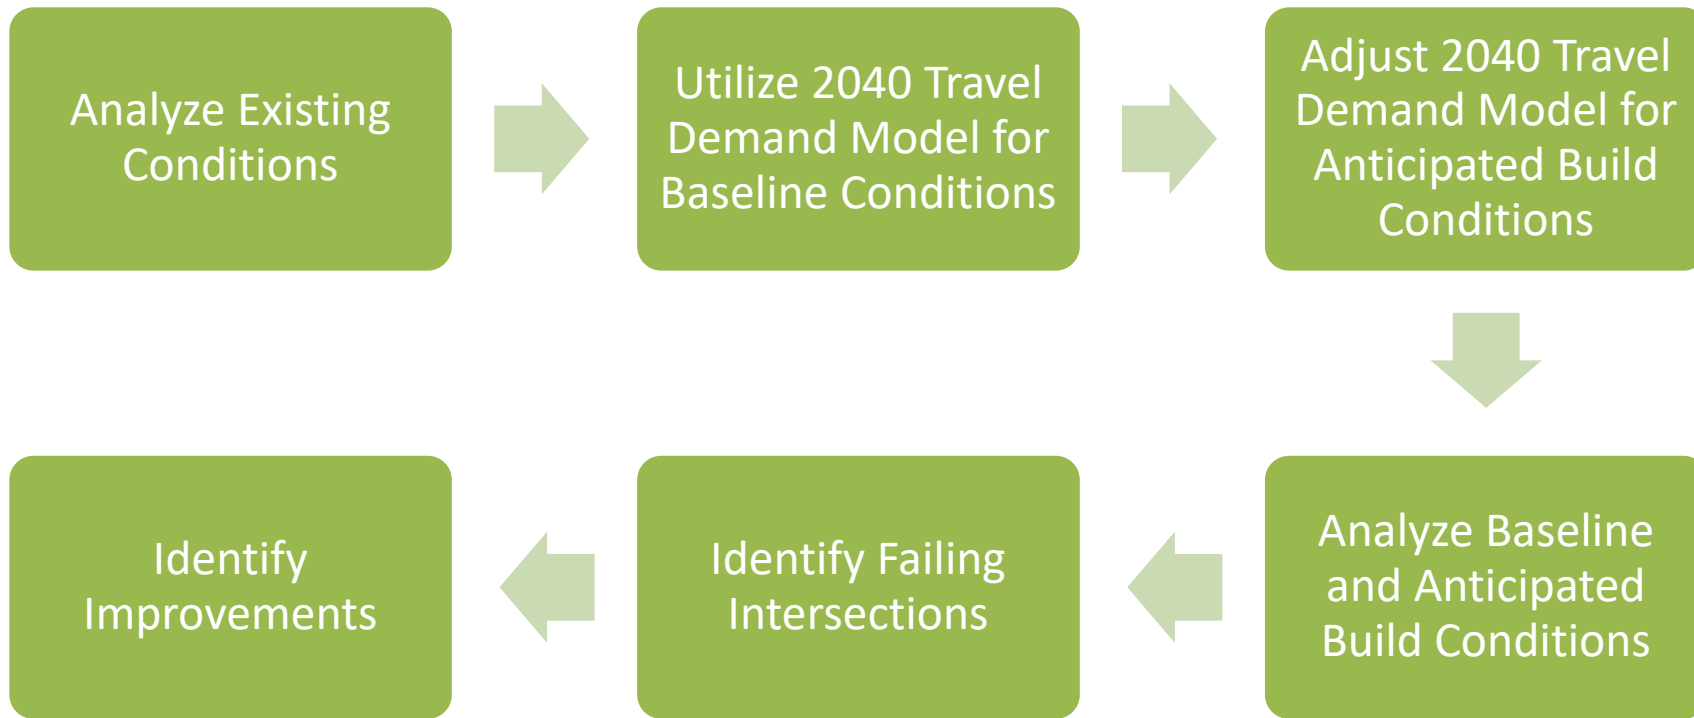 Analyze Existing
Conditions
Utilize 2040 Travel
Demand Model for
Baseline Conditions
Adjust 2040 Travel
Demand Model for
Anticipated Build
Conditions
Analyze Baseline
and Anticipated
Build Conditions
Identify Failing
Intersections
Identify
Improvements